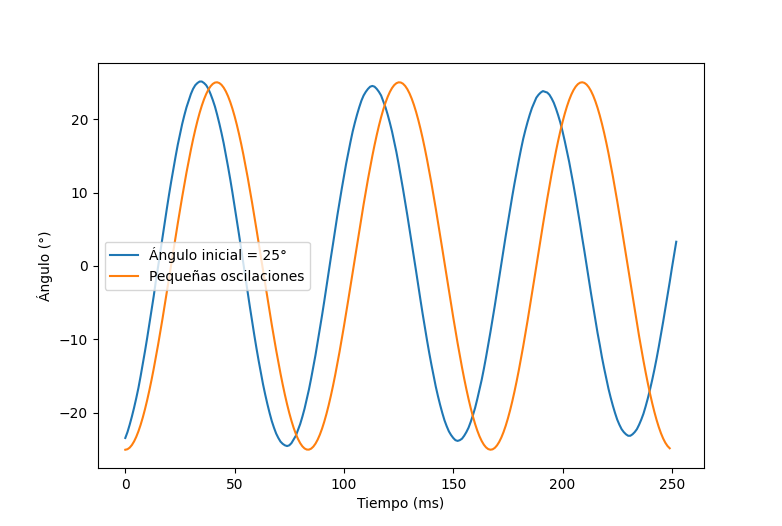 20
10
0
−10
−20
Ángulo (°)
Ángulo inicial = 25°
Pequeñas oscilaciones
0 50 100 150 200 250
Tiempo (ms)